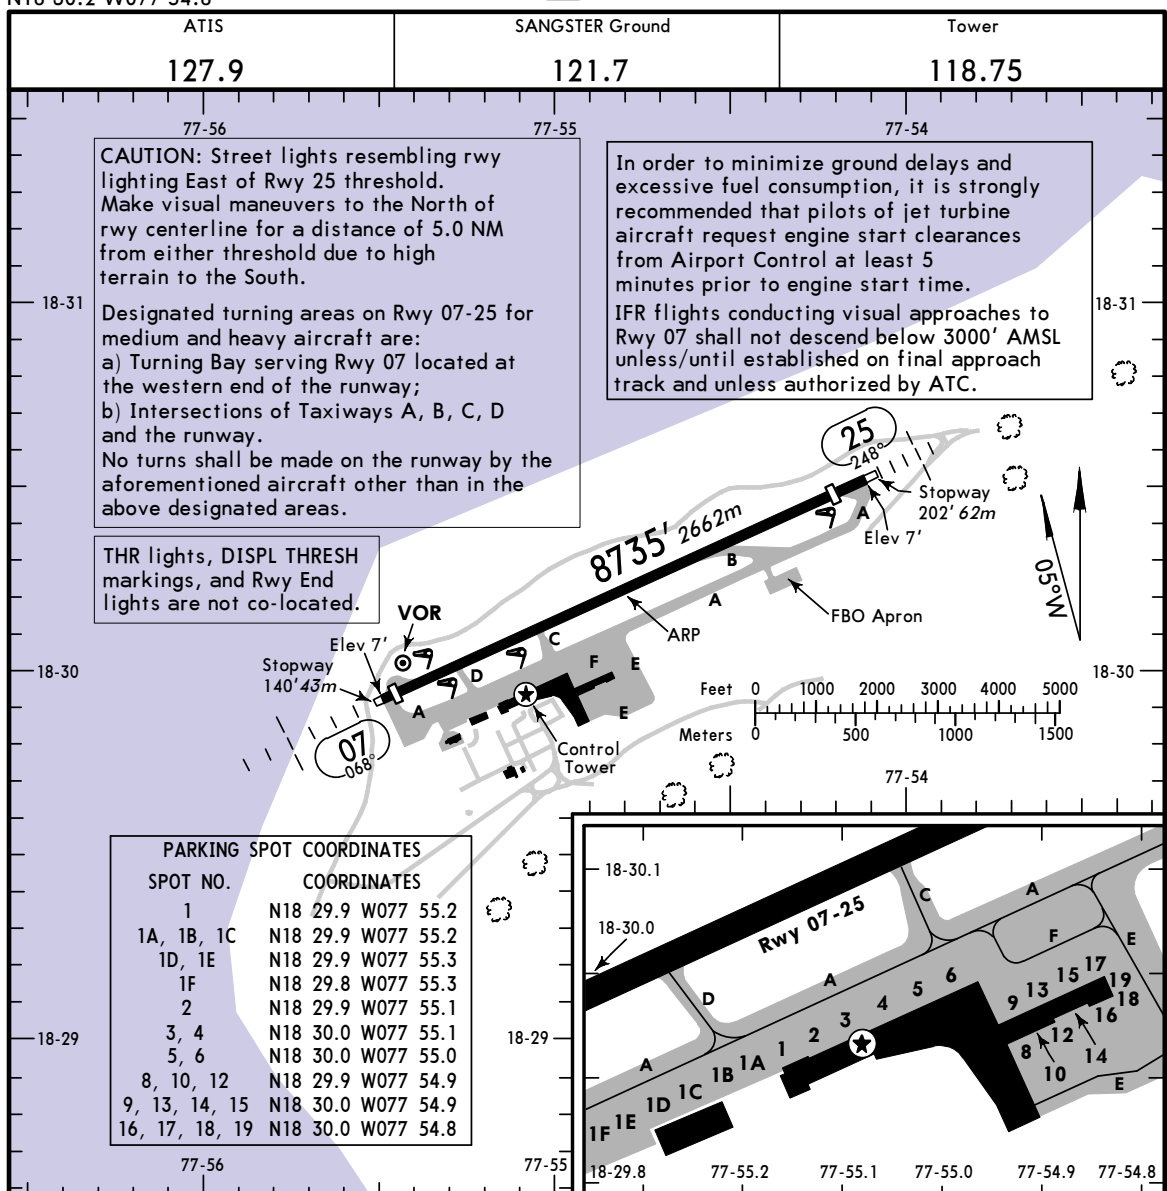 N18 30.2 W077 54.8
ATIS
127.9
SANGSTER Ground
121.7
Tower
118.75
77-56
77-55
77-54
CAUTION: Street lights resembling rwy
lighting East of Rwy 25 threshold.
Make visual maneuvers to the North of
rwy centerline for a distance of 5.0 NM
from either threshold due to high
terrain to the South.
Designated turning areas on Rwy 07-25 for
medium and heavy aircraft are:
a) Turning Bay serving Rwy 07 located at
the western end of the runway;
b) Intersections of Taxiways A, B, C, D
and the runway.
No turns shall be made on the runway by the
aforementioned aircraft other than in the
above designated areas.
In order to minimize ground delays and
excessive fuel consumption, it is strongly
recommended that pilots of jet turbine
aircraft request engine start clearances
from Airport Control at least 5
minutes prior to engine start time.
IFR flights conducting visual approaches to
Rwy 07 shall not descend below 3000' AMSL
unless/until established on final approach
track and unless authorized by ATC.
18-31
18-31
THR lights, DISPL THRESH
markings, and Rwy End
lights are not co-located.
25
248°
Stopway
202' 62m
A
Elev 7'
8735' 2662m
B
A
FBO Apron
ARP
05°W
VOR
Elev 7'
Stopway
140' 43m
C
D
F
E
A
E
07
068°
Control
Tower
18-30
18-30
Feet 0 1000 2000 3000 4000 5000
Meters 0 500 1000 1500
77-54
PARKING SPOT COORDINATES
SPOT NO. COORDINATES
1 N18 29.9 W077 55.2
1A, 1B, 1C N18 29.9 W077 55.2
1D, 1E N18 29.9 W077 55.3
1F N18 29.8 W077 55.3
2 N18 29.9 W077 55.1
3, 4 N18 30.0 W077 55.1
5, 6 N18 30.0 W077 55.0
8, 10, 12 N18 29.9 W077 54.9
9, 13, 14, 15 N18 30.0 W077 54.9
16, 17, 18, 19 N18 30.0 W077 54.8
18-29
18-29
77-56
77-55
18-30.1
18-30.0
Rwy 07-25
C
A
F
E
D
A
A
6
5
4
3
2
1
1A
1B
1C
1D
1E
1F
17
15
13
9
19
18
16
14
12
10
8
E
18-29.8
77-55.2
77-55.1
77-55.0
77-54.9
77-54.8